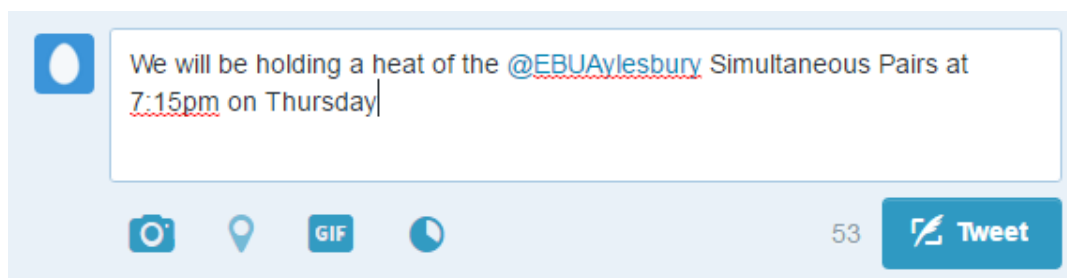 We will be holding a heat of the @EBUAylesbury Simultaneous Pairs at
7:15pm on Thursday
GIF
53
Tweet